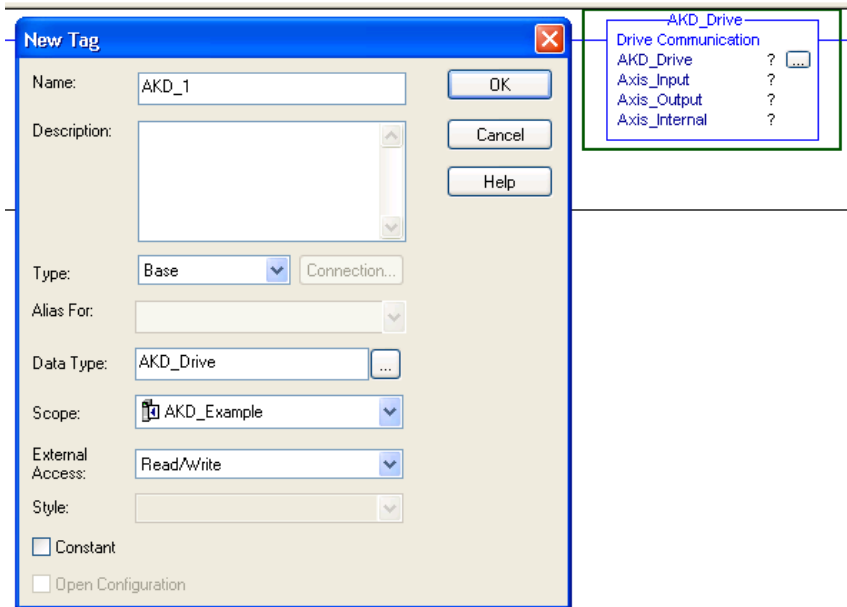 New Tag
Name: AKD_1
OK
Description:
Cancel
Help
Type: Base Connection...
Alias For:
Data Type: AKD_Drive ...
Scope: AKD_Example
External Access: Read/Write
Style:
Constant
Open Configuration
AKD_Drive
Drive Communication
AKD_Drive ? ...
Axis_Input ?
Axis_Output ?
Axis_Internal ?